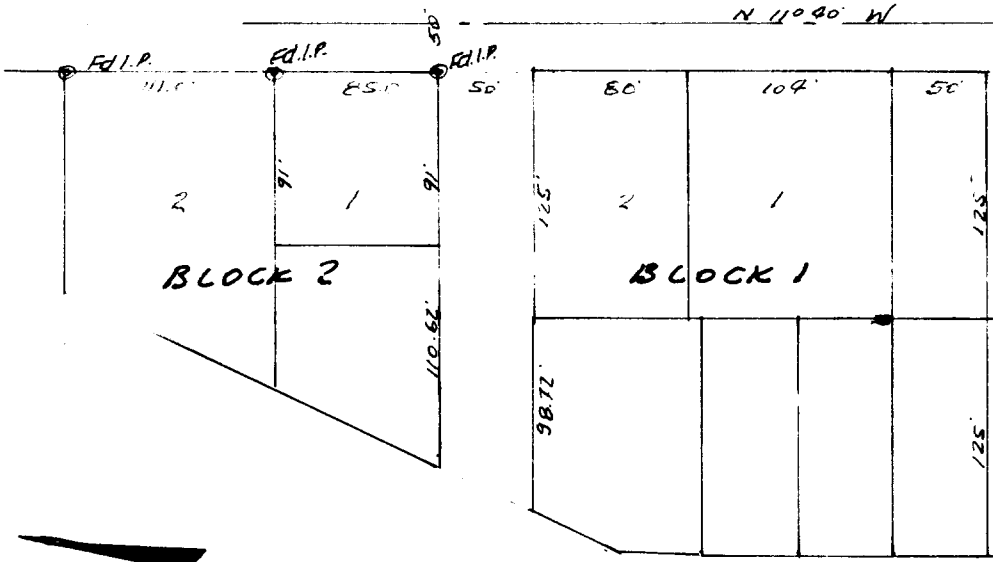 N 11° 40' W
50'
Fd.I.P. Fd.I.P. Fd.I.P.
85.0' 50' 80' 104' 50'
91' 91' 125' 125'
2 1 2 1
BLOCK 2 BLOCK 1
110.62'
98.72' 125'